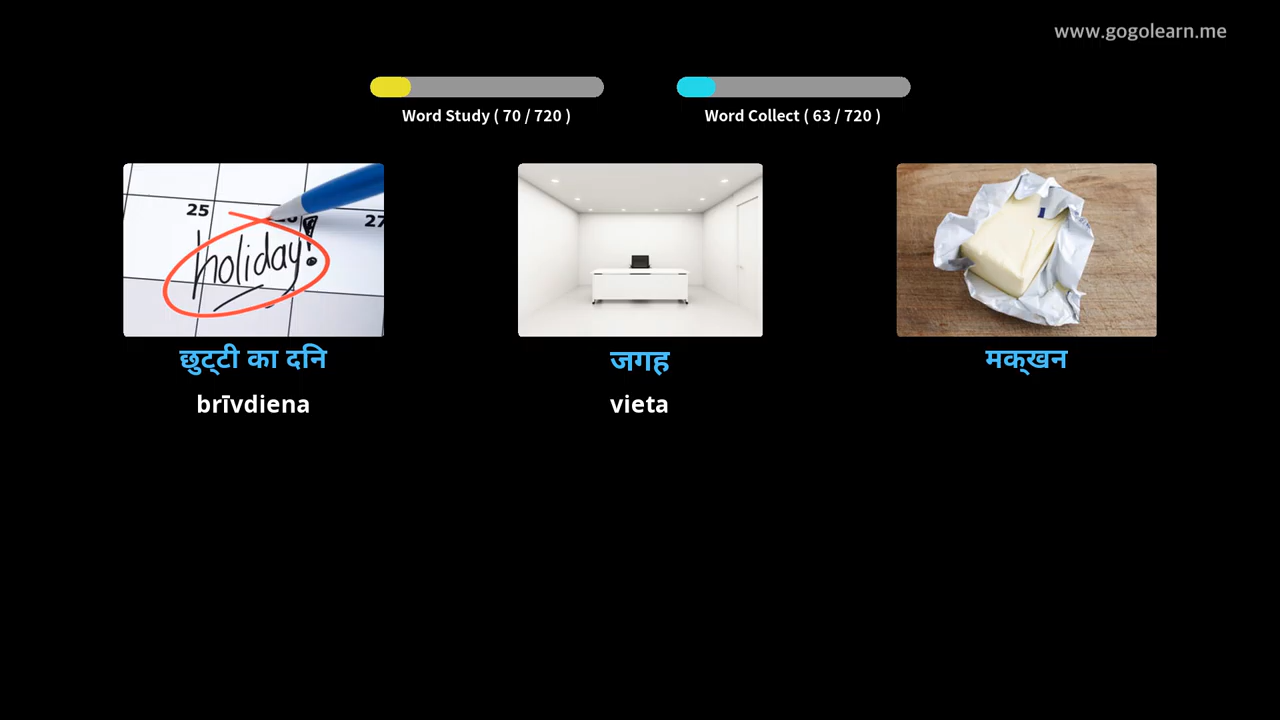 www.gogolearn.me
Word Study ( 70 / 720 )
Word Collect ( 63 / 720 )
25
27
holiday!
छुट्टी का दिन
जगह
मक्खन
brīvdiena
vieta